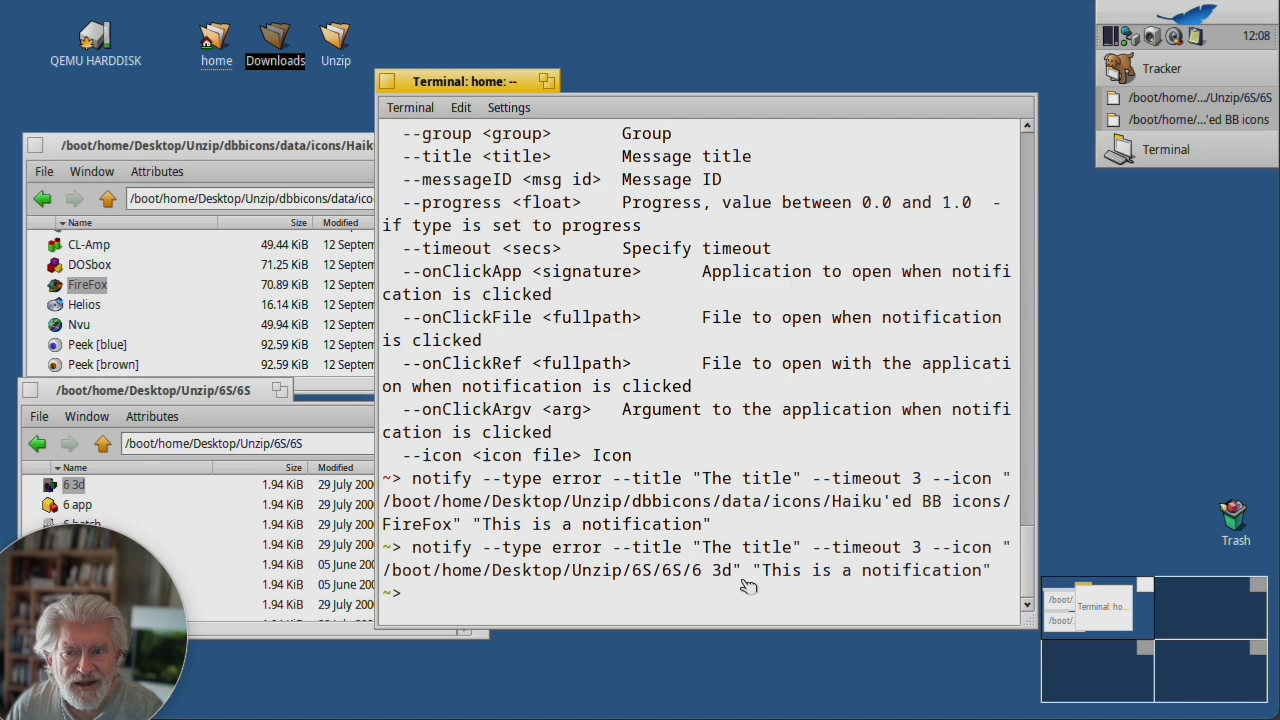 QEMU HARDDISK
home
Downloads
Unzip
12:08
Tracker
/boot/home/.../Unzip/6S/6S
/boot/home/...'ed BB icons
Terminal
Terminal: home: --
Terminal Edit Settings
--group <group> Group
--title <title> Message title
--messageID <msg id> Message ID
--progress <float> Progress, value between 0.0 and 1.0 -
if type is set to progress
--timeout <secs> Specify timeout
--onClickApp <signature> Application to open when notifi
cation is clicked
--onClickFile <fullpath> File to open when notification
is clicked
--onClickRef <fullpath> File to open with the applicati
on when notification is clicked
--onClickArgv <arg> Argument to the application when notifi
cation is clicked
--icon <icon file> Icon
~> notify --type error --title "The title" --timeout 3 --icon "
/boot/home/Desktop/Unzip/dbbicons/data/icons/Haiku'ed BB icons/
FireFox" "This is a notification"
~> notify --type error --title "The title" --timeout 3 --icon "
/boot/home/Desktop/Unzip/6S/6S/6 3d" "This is a notification"
~>
/boot/home/Desktop/Unzip/dbbicons/data/icons/Haik
File Window Attributes
/boot/home/Desktop/Unzip/dbbicons/data/ico
Name Size Modified
CL-Amp 49.44 KiB 12 Septem
DOSbox 71.25 KiB 12 Septem
FireFox 70.89 KiB 12 Septem
Helios 16.14 KiB 12 Septem
Nvu 49.94 KiB 12 Septem
Peek [blue] 92.59 KiB 12 Septem
Peek [brown] 92.59 KiB 12 Septem
/boot/home/Desktop/Unzip/6S/6S
File Window Attributes
/boot/home/Desktop/Unzip/6S/6S
Name Size Modified
6 3d 1.94 KiB 29 July 200
6 app 1.94 KiB 29 July 200
6 batch 1.94 KiB 29 July 200
1.94 KiB 05 June 200
1.94 KiB 05 June 200
1.94 KiB 29 July 200
Trash
/boot/.
Terminal: ho...
/boot/.